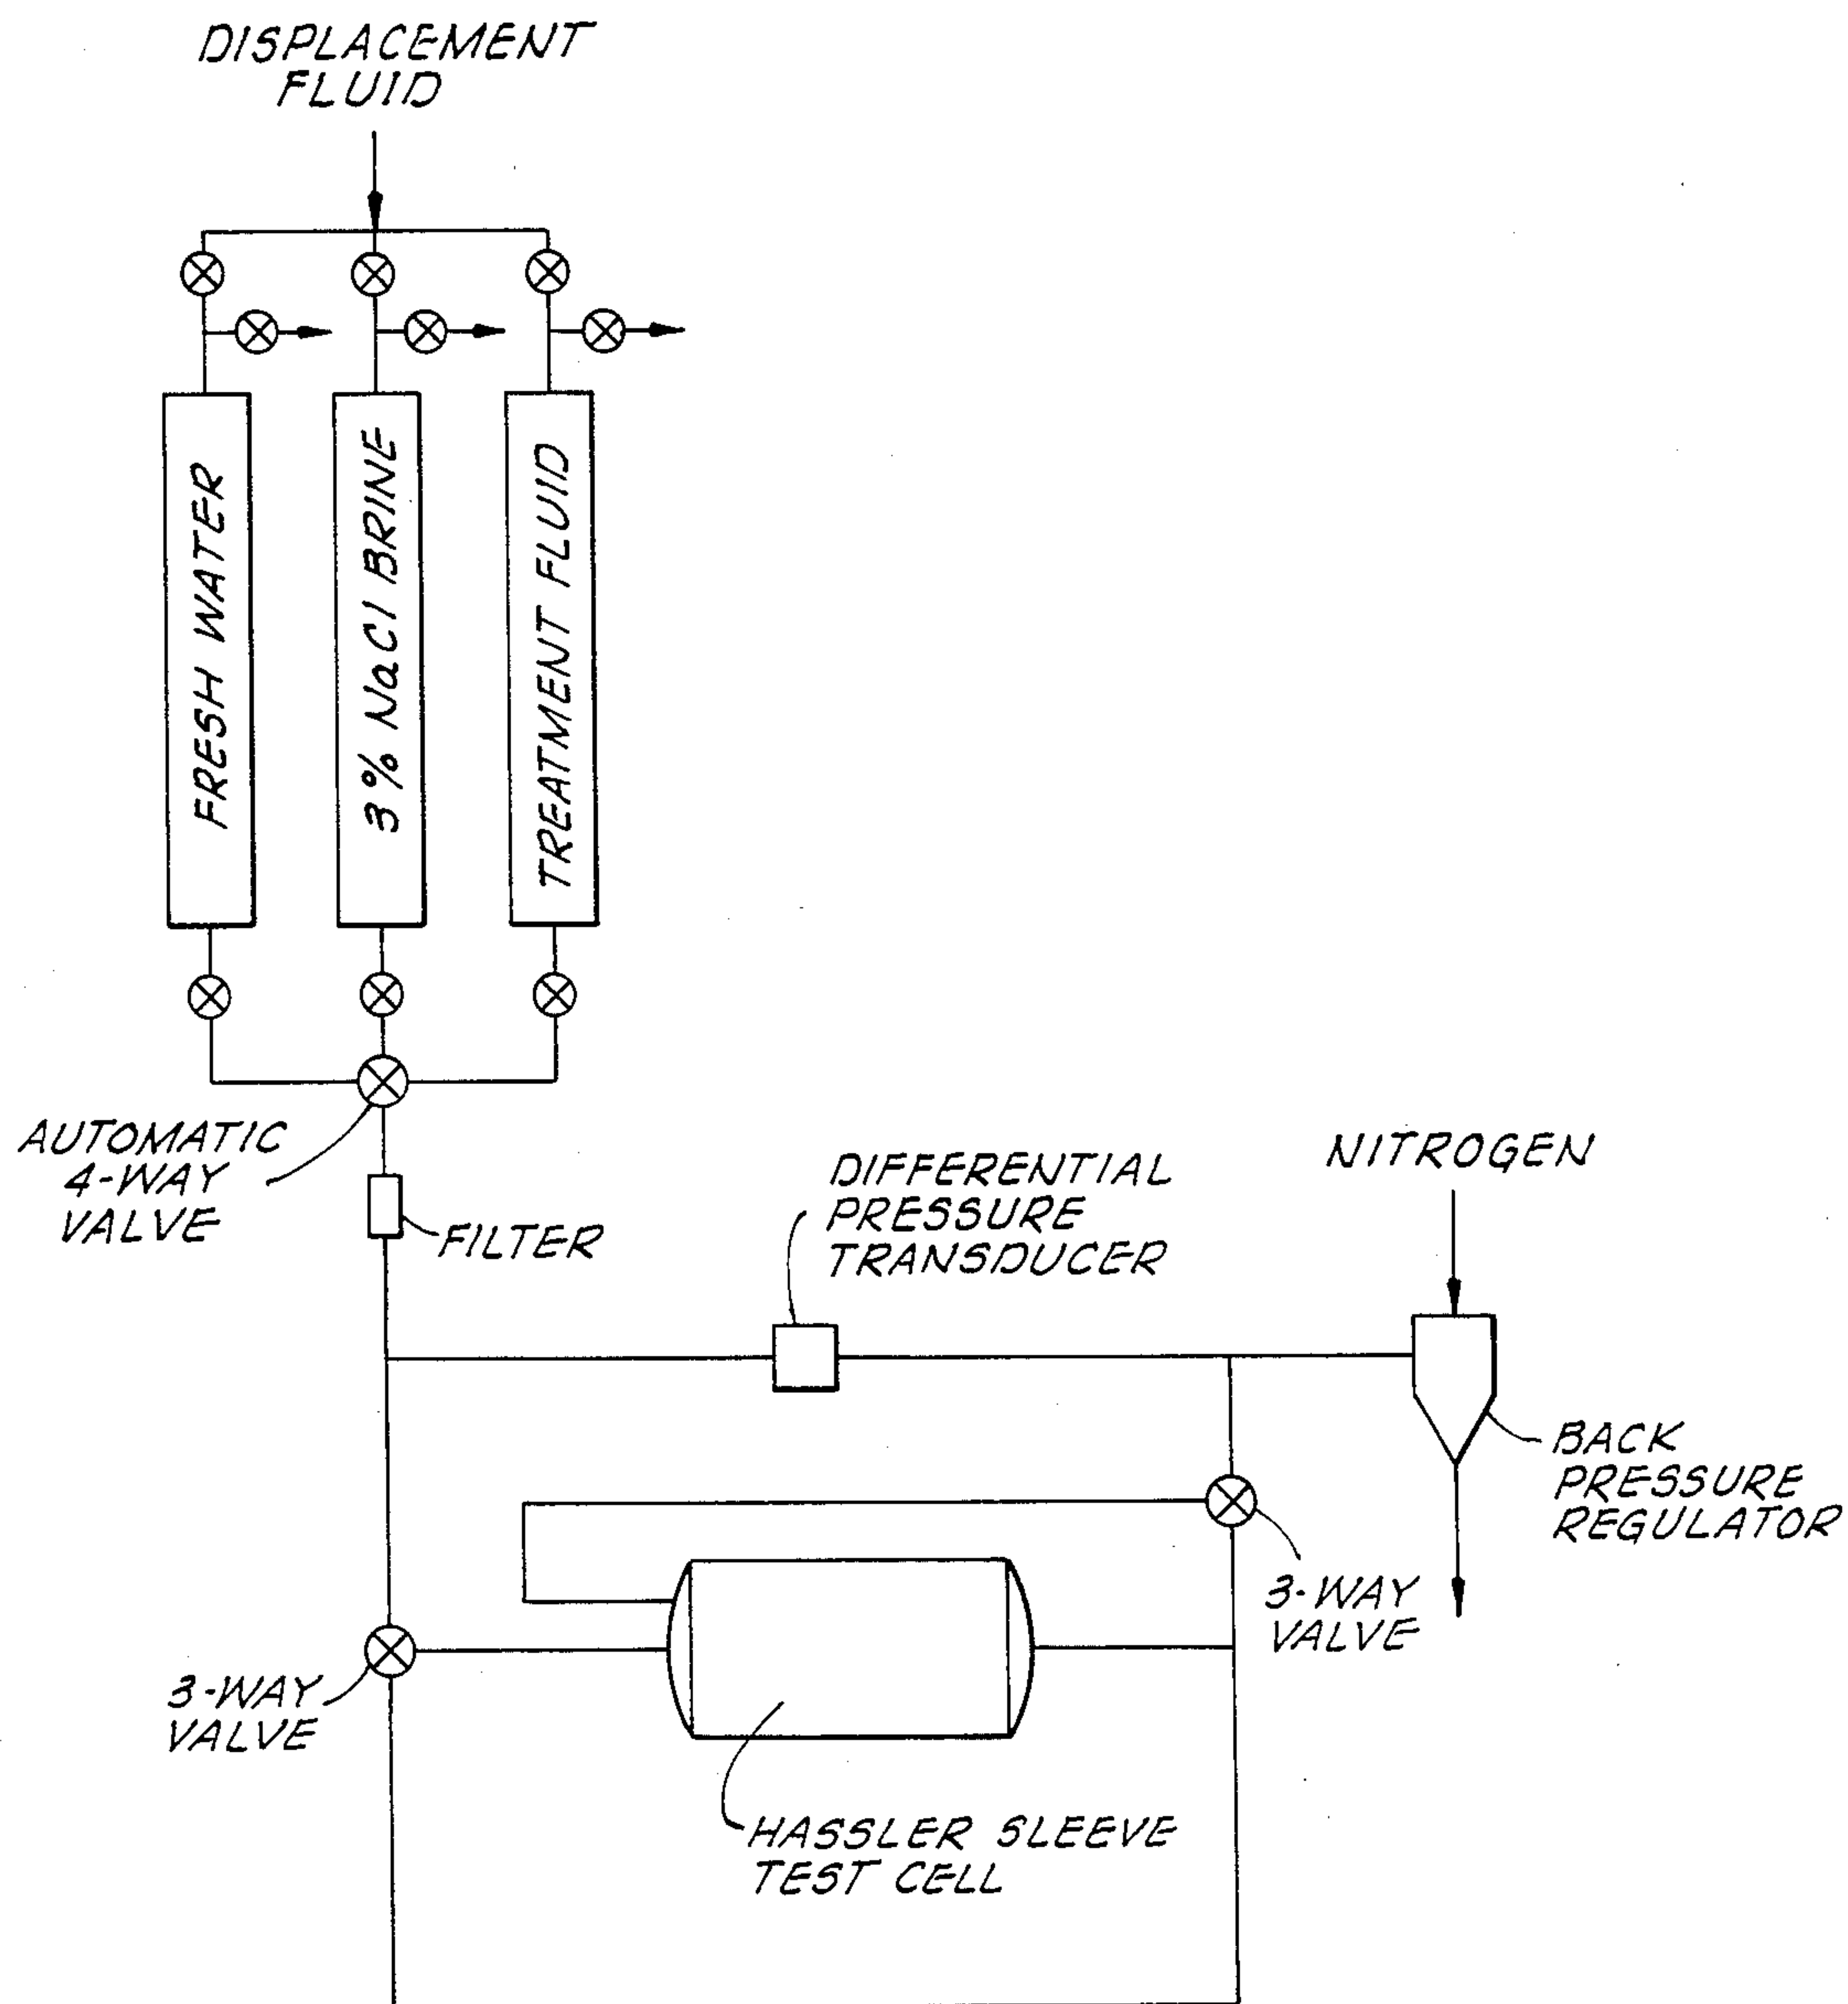 DISPLACEMENT
FLUID
FRESH WATER
3% NaCl BRINE
TREATMENT FLUID
AUTOMATIC
4-WAY
VALVE
FILTER
DIFFERENTIAL
PRESSURE
TRANSDUCER
NITROGEN
BACK
PRESSURE
REGULATOR
3-WAY
VALVE
3-WAY
VALVE
HASSLER SLEEVE
TEST CELL